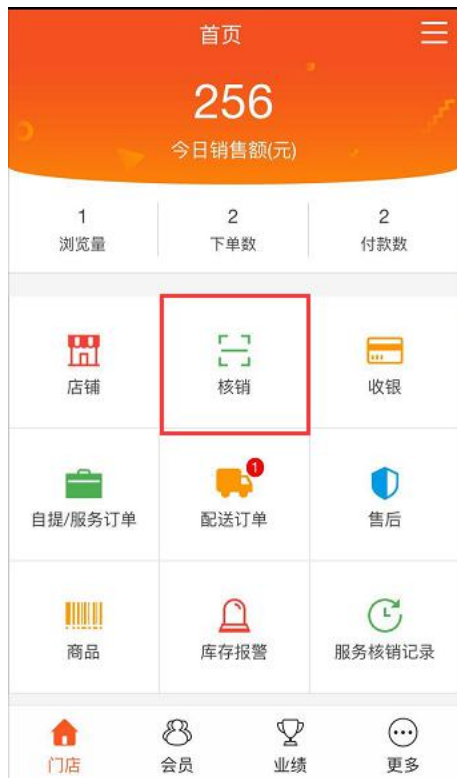 首页
256
今日销售额(元)
1
2
2
浏览量
下单数
付款数
店铺
核销
收银
1
自提/服务订单
配送订单
售后
商品
库存报警
服务核销记录
门店
会员
业绩
更多